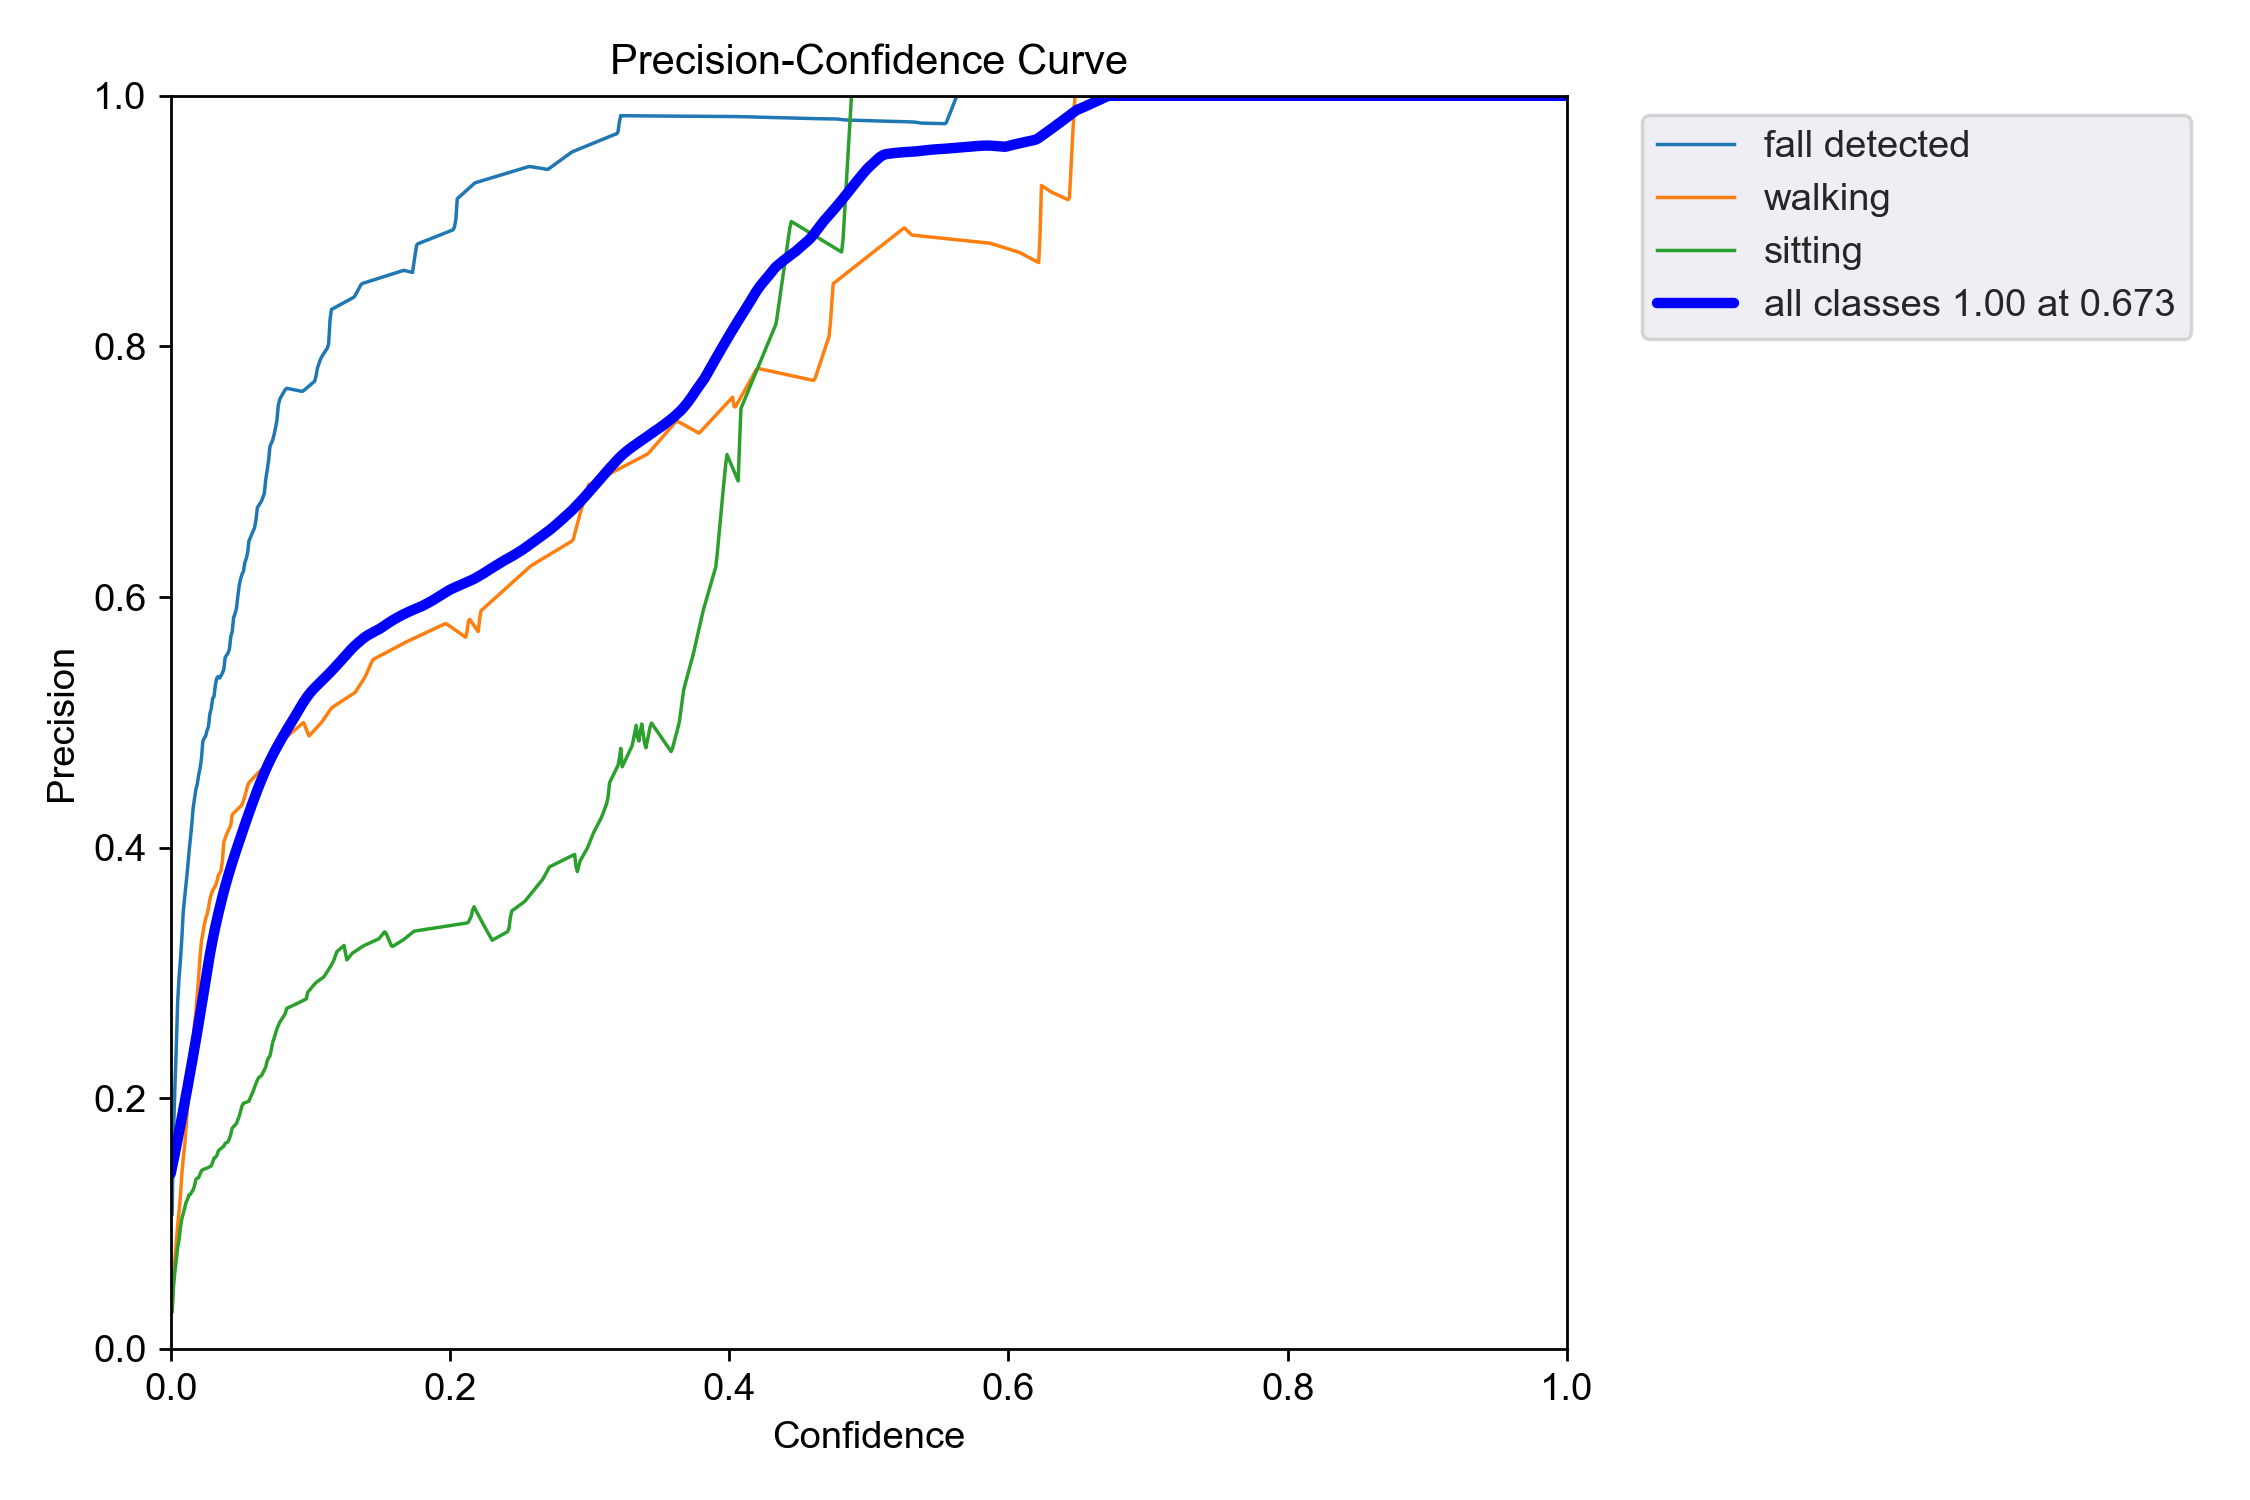 Precision-Confidence Curve
1.0
0.8
0.6
0.4
0.2
0.0
Precision
0.0 0.2 0.4 0.6 0.8 1.0
Confidence
fall detected
walking
sitting
all classes 1.00 at 0.673